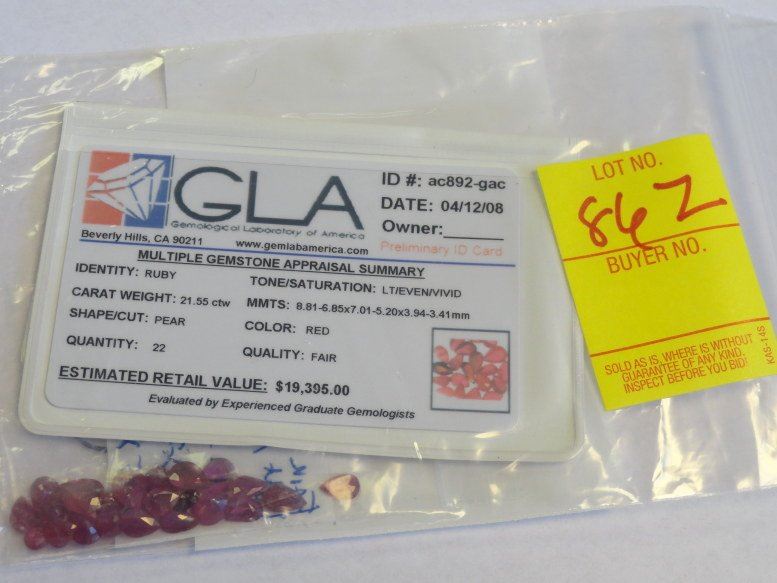 GLA
Gemological Laboratory of America
Beverly Hills, CA 90211
www.gemlabamerica.com
ID #: ac892-gac
DATE: 04/12/08
Owner:
Preliminary ID Card
MULTIPLE GEMSTONE APPRAISAL SUMMARY
IDENTITY: RUBY
TONE/SATURATION: LT/EVEN/VIVID
CARAT WEIGHT: 21.55 ctw
MMTS: 8.81-6.85x7.01-5.20x3.94-3.41mm
SHAPE/CUT: PEAR
COLOR: RED
QUANTITY: 22
QUALITY: FAIR
ESTIMATED RETAIL VALUE: $19,395.00
Evaluated by Experienced Graduate Gemologists
LOT NO.
86Z
BUYER NO.
SOLD AS IS, WHERE IS WITHOUT
GUARANTEE OF ANY KIND.
INSPECT BEFORE YOU BID!
KAS-14S